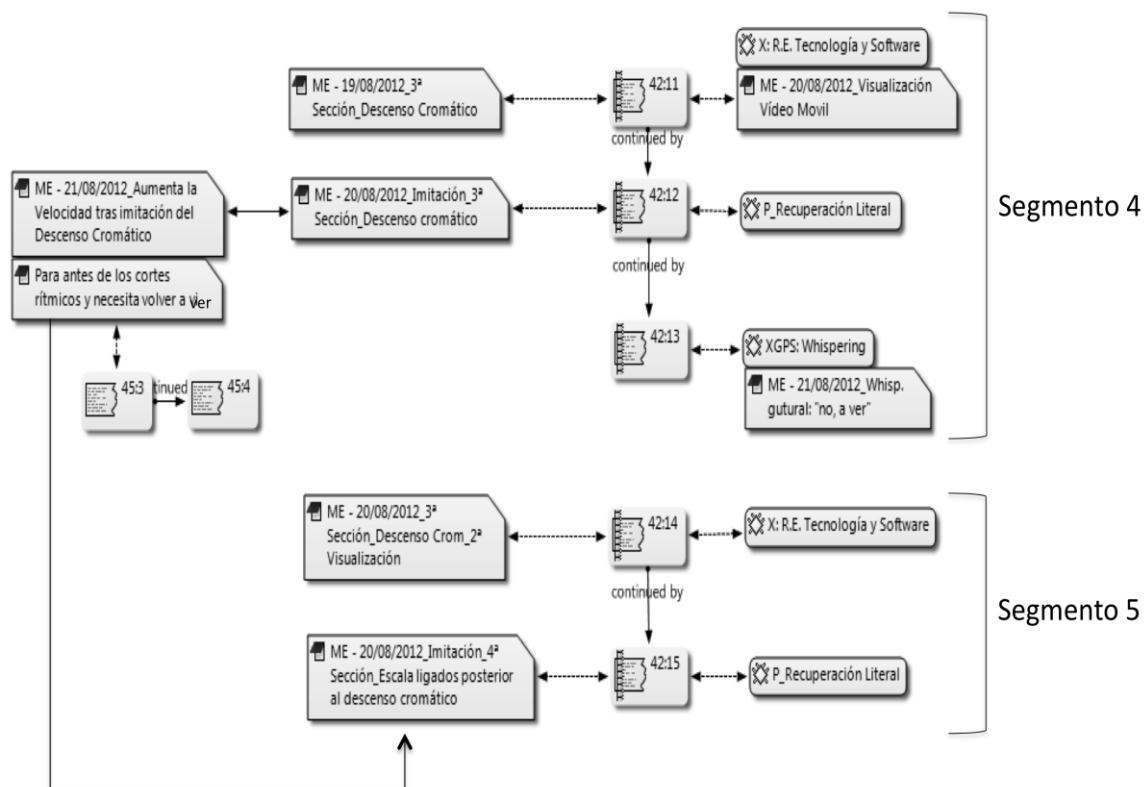 X: R.E. Tecnología y Software
ME - 19/08/2012_3ª
Sección_Descenso Cromático
42:11
ME - 20/08/2012_Visualización
Vídeo Movil
continued by
ME - 21/08/2012_Aumenta la
Velocidad tras imitación del
Descenso Cromático
ME - 20/08/2012_Imitación_3ª
Sección_Descenso cromático
42:12
P_Recuperación Literal
Segmento 4
continued by
Para antes de los cortes
rítmicos y necesita volver a ver
42:13
XGPS: Whispering
ME - 21/08/2012_Whisp.
gutural: "no, a ver"
45:3
tinued
45:4
ME - 20/08/2012_3ª
Sección_Descenso Crom_2ª
Visualización
42:14
X: R.E. Tecnología y Software
continued by
Segmento 5
ME - 20/08/2012_Imitación_4ª
Sección_Escala ligados posterior
al descenso cromático
42:15
P_Recuperación Literal